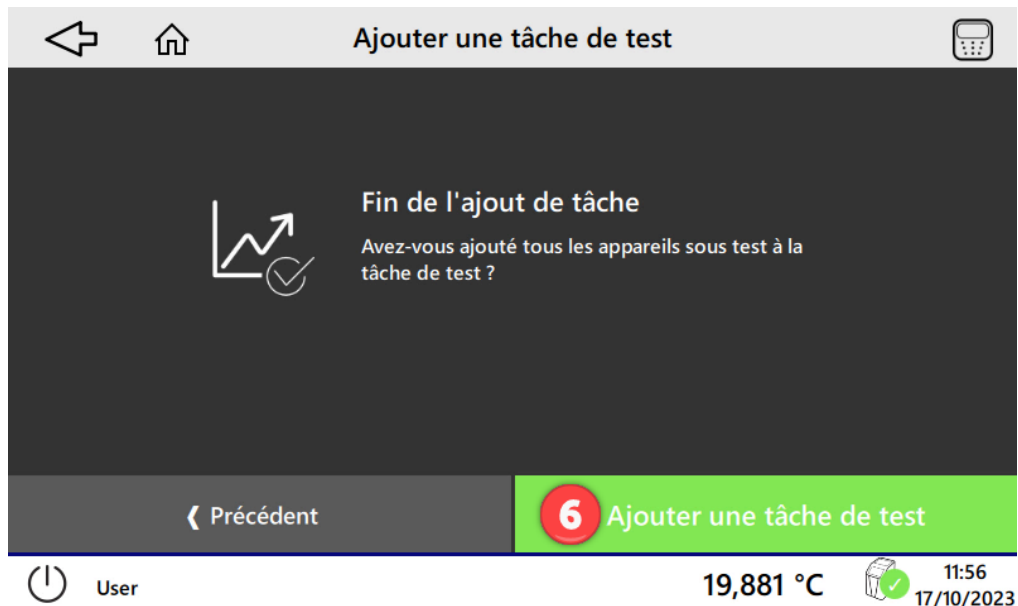 Ajouter une tâche de test
Fin de l'ajout de tâche
Avez-vous ajouté tous les appareils sous test à la
tâche de test ?
❰ Précédent
6 Ajouter une tâche de test
User
19,881 °C
11:56
17/10/2023